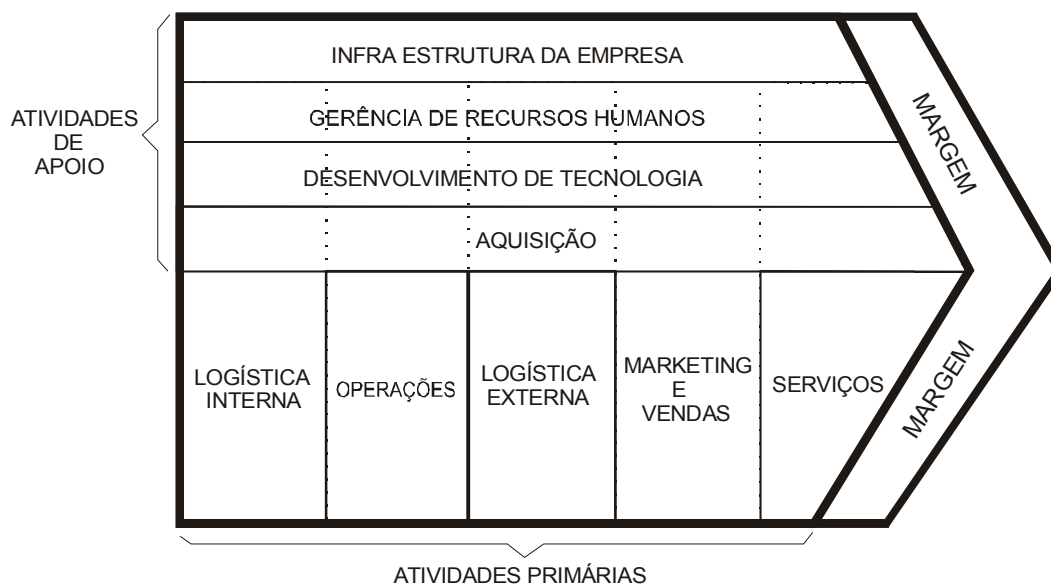 INFRA ESTRUTURA DA EMPRESA
ATIVIDADES
DE
APOIO
GERÊNCIA DE RECURSOS HUMANOS
DESENVOLVIMENTO DE TECNOLOGIA
AQUISIÇÃO
MARGEM
LOGÍSTICA
INTERNA
OPERAÇÕES
LOGÍSTICA
EXTERNA
MARKETING
E
VENDAS
SERVIÇOS
MARGEM
ATIVIDADES PRIMÁRIAS